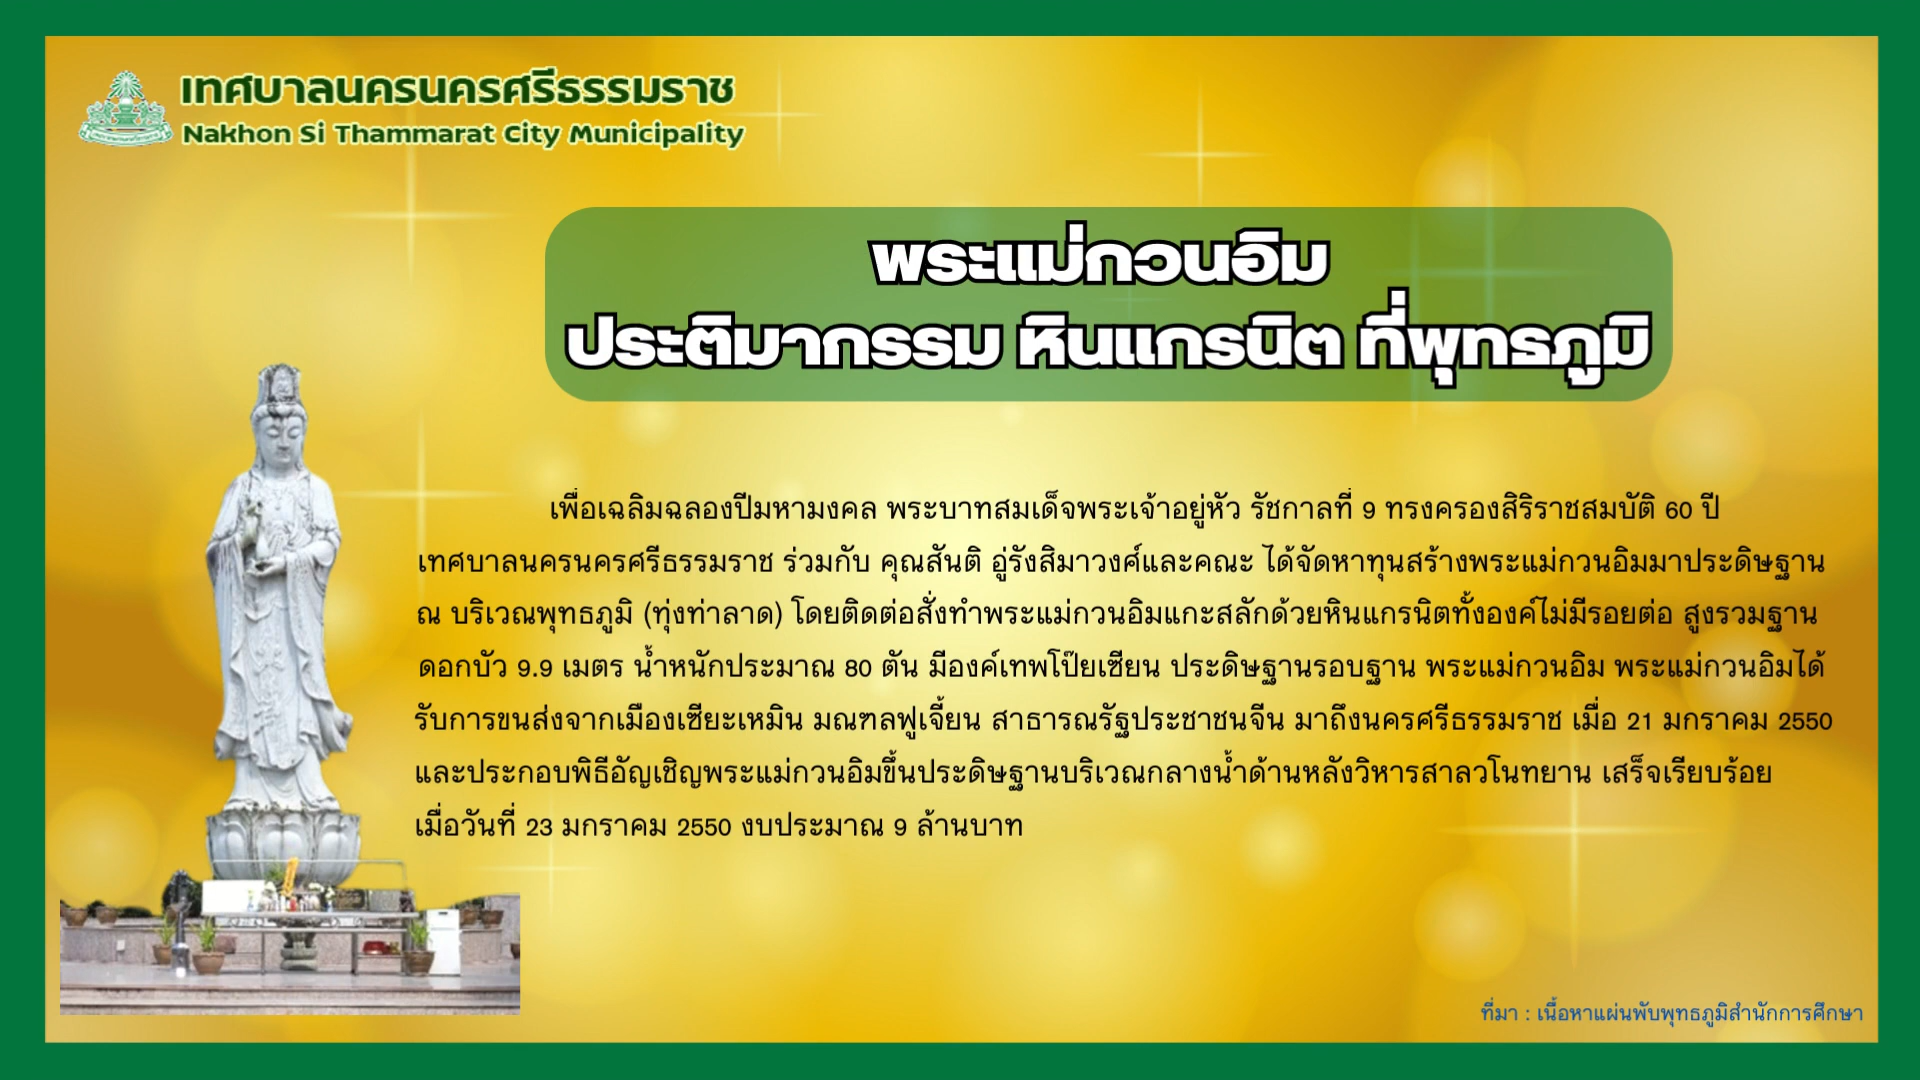 เทศบาลนครนครศรีธรรมราช
Nakhon Si Thammarat City Municipality
พระแม่กวนอิม
ประติมากรรม หินแกรนิต ที่พุทธภูมิ
เพื่อเฉลิมฉลองปีมหามงคล พระบาทสมเด็จพระเจ้าอยู่หัว รัชกาลที่ 9 ทรงครองสิริราชสมบัติ 60 ปี
เทศบาลนครนครศรีธรรมราช ร่วมกับ คุณสันติ อู่รังสิมาวงศ์และคณะ ได้จัดหาทุนสร้างพระแม่กวนอิมมาประดิษฐาน
ณ บริเวณพุทธภูมิ (ทุ่งท่าลาด) โดยติดต่อสั่งทำพระแม่กวนอิมแกะสลักด้วยหินแกรนิตทั้งองค์ไม่มีรอยต่อ สูงรวมฐาน
ดอกบัว 9.9 เมตร น้ำหนักประมาณ 80 ตัน มีองค์เทพโป๊ยเซียน ประดิษฐานรอบฐาน พระแม่กวนอิม พระแม่กวนอิมได้
รับการขนส่งจากเมืองเซียะเหมิน มณฑลฟูเจี้ยน สาธารณรัฐประชาชนจีน มาถึงนครศรีธรรมราช เมื่อ 21 มกราคม 2550
และประกอบพิธีอัญเชิญพระแม่กวนอิมขึ้นประดิษฐานบริเวณกลางน้ำด้านหลังวิหารสาลวโนทยาน เสร็จเรียบร้อย
เมื่อวันที่ 23 มกราคม 2550 งบประมาณ 9 ล้านบาท
ที่มา : เนื้อหาแผ่นพับพุทธภูมิสำนักการศึกษา